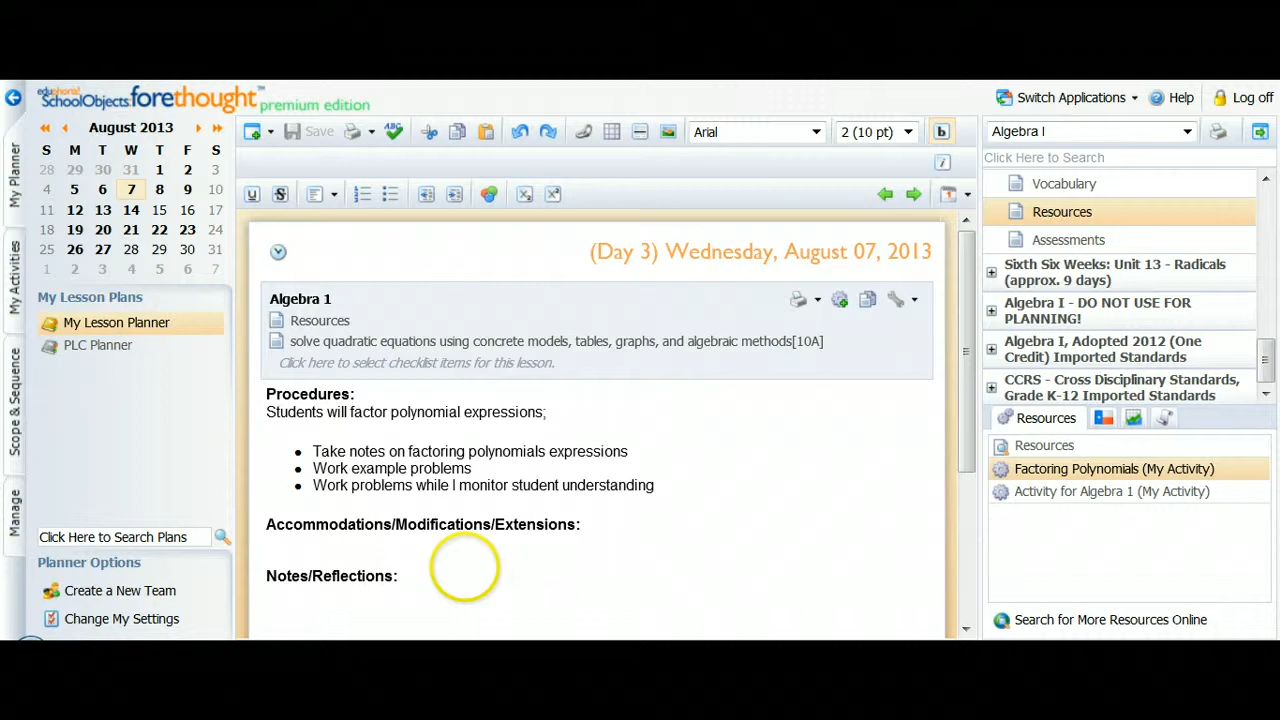 eduphoria!
SchoolObjects:forethought™
premium edition
Switch Applications
Help
Log off
My Planner
My Activities
Scope & Sequence
Manage
August 2013
S M T W T F S
28 29 30 31 1 2 3
4 5 6 7 8 9 10
11 12 13 14 15 16 17
18 19 20 21 22 23 24
25 26 27 28 29 30 31
1 2 3 4 5 6 7
My Lesson Plans
My Lesson Planner
PLC Planner
Click Here to Search Plans
Planner Options
Create a New Team
Change My Settings
Save
Arial
2 (10 pt)
b
i
U
S
(Day 3) Wednesday, August 07, 2013
Algebra 1
Resources
solve quadratic equations using concrete models, tables, graphs, and algebraic methods[10A]
Click here to select checklist items for this lesson.
Procedures:
Students will factor polynomial expressions;
• Take notes on factoring polynomials expressions
• Work example problems
• Work problems while I monitor student understanding
Accommodations/Modifications/Extensions:
Notes/Reflections:
Algebra I
Click Here to Search
Vocabulary
Resources
Assessments
Sixth Six Weeks: Unit 13 - Radicals
(approx. 9 days)
Algebra I - DO NOT USE FOR
PLANNING!
Algebra I, Adopted 2012 (One
Credit) Imported Standards
CCRS - Cross Disciplinary Standards,
Grade K-12 Imported Standards
Resources
Resources
Factoring Polynomials (My Activity)
Activity for Algebra 1 (My Activity)
Search for More Resources Online